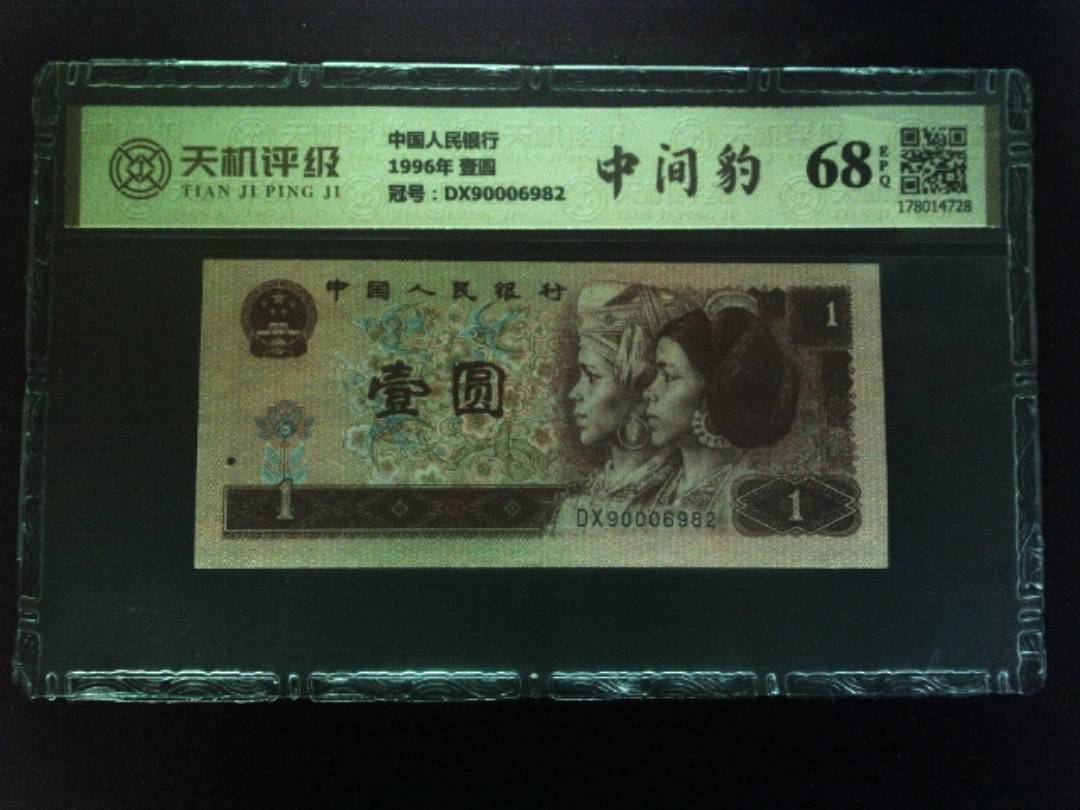 天机评级
TIAN JI PING JI
中国人民银行
1996年 壹圆
冠号：DX90006982
中间豹
68
EPQ
178014728
中国人民银行
1
壹圆
1
DX90006982
1